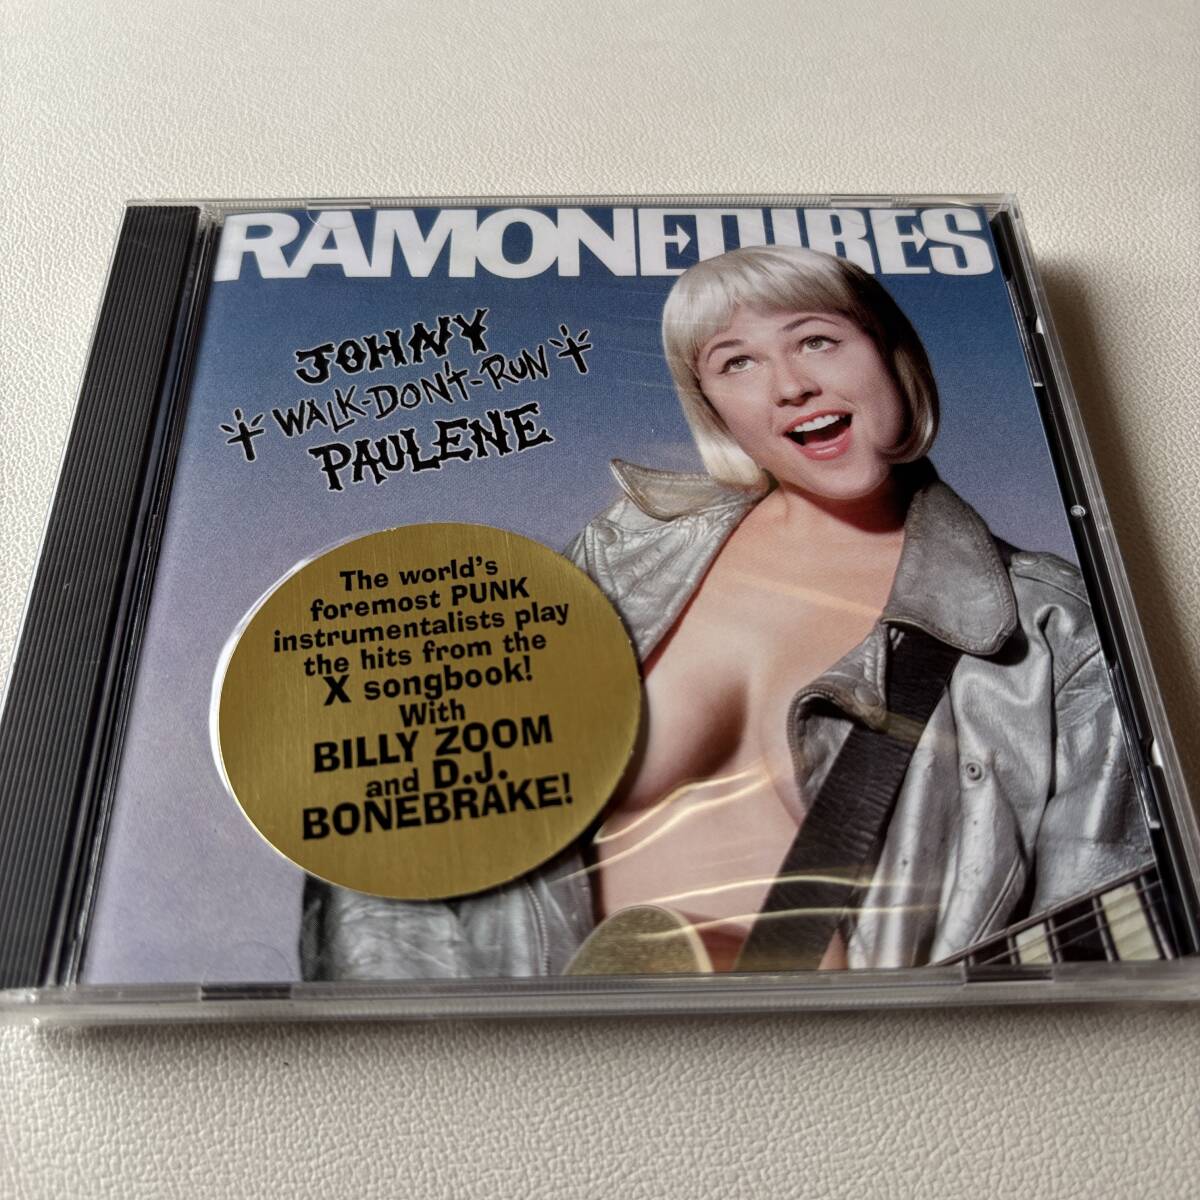 RAMONETURES
JOHNY
WALK-DON'T-RUN
PAULENE
The world's
foremost PUNK
instrumentalists play
the hits from the
X songbook!
With
BILLY ZOOM
and D.J.
BONEBRAKE!